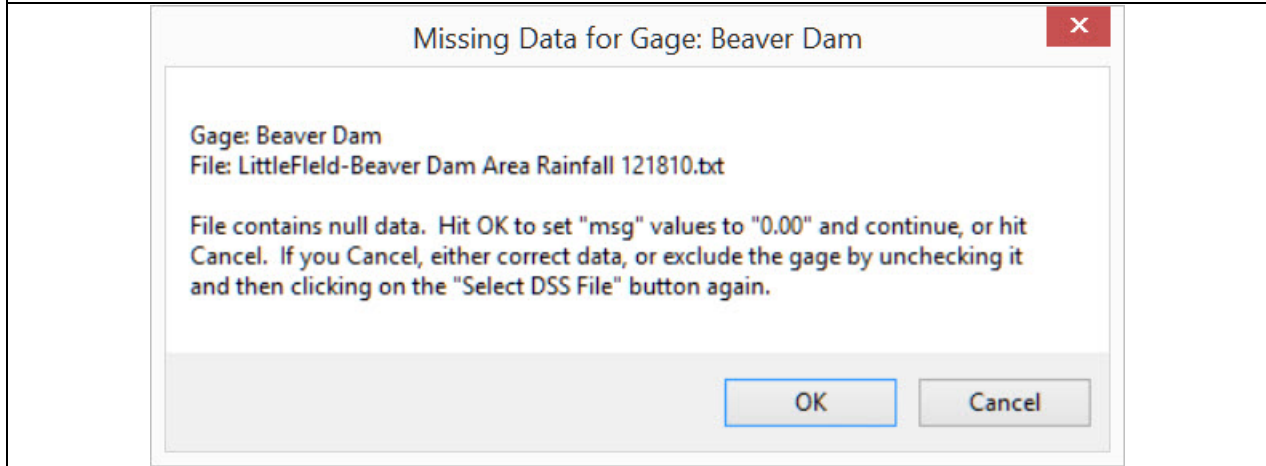 Missing Data for Gage: Beaver Dam
Gage: Beaver Dam
File: LittleFleld-Beaver Dam Area Rainfall 121810.txt
File contains null data.  Hit OK to set "msg" values to "0.00" and continue, or hit
Cancel.  If you Cancel, either correct data, or exclude the gage by unchecking it
and then clicking on the "Select DSS File" button again.
OK Cancel